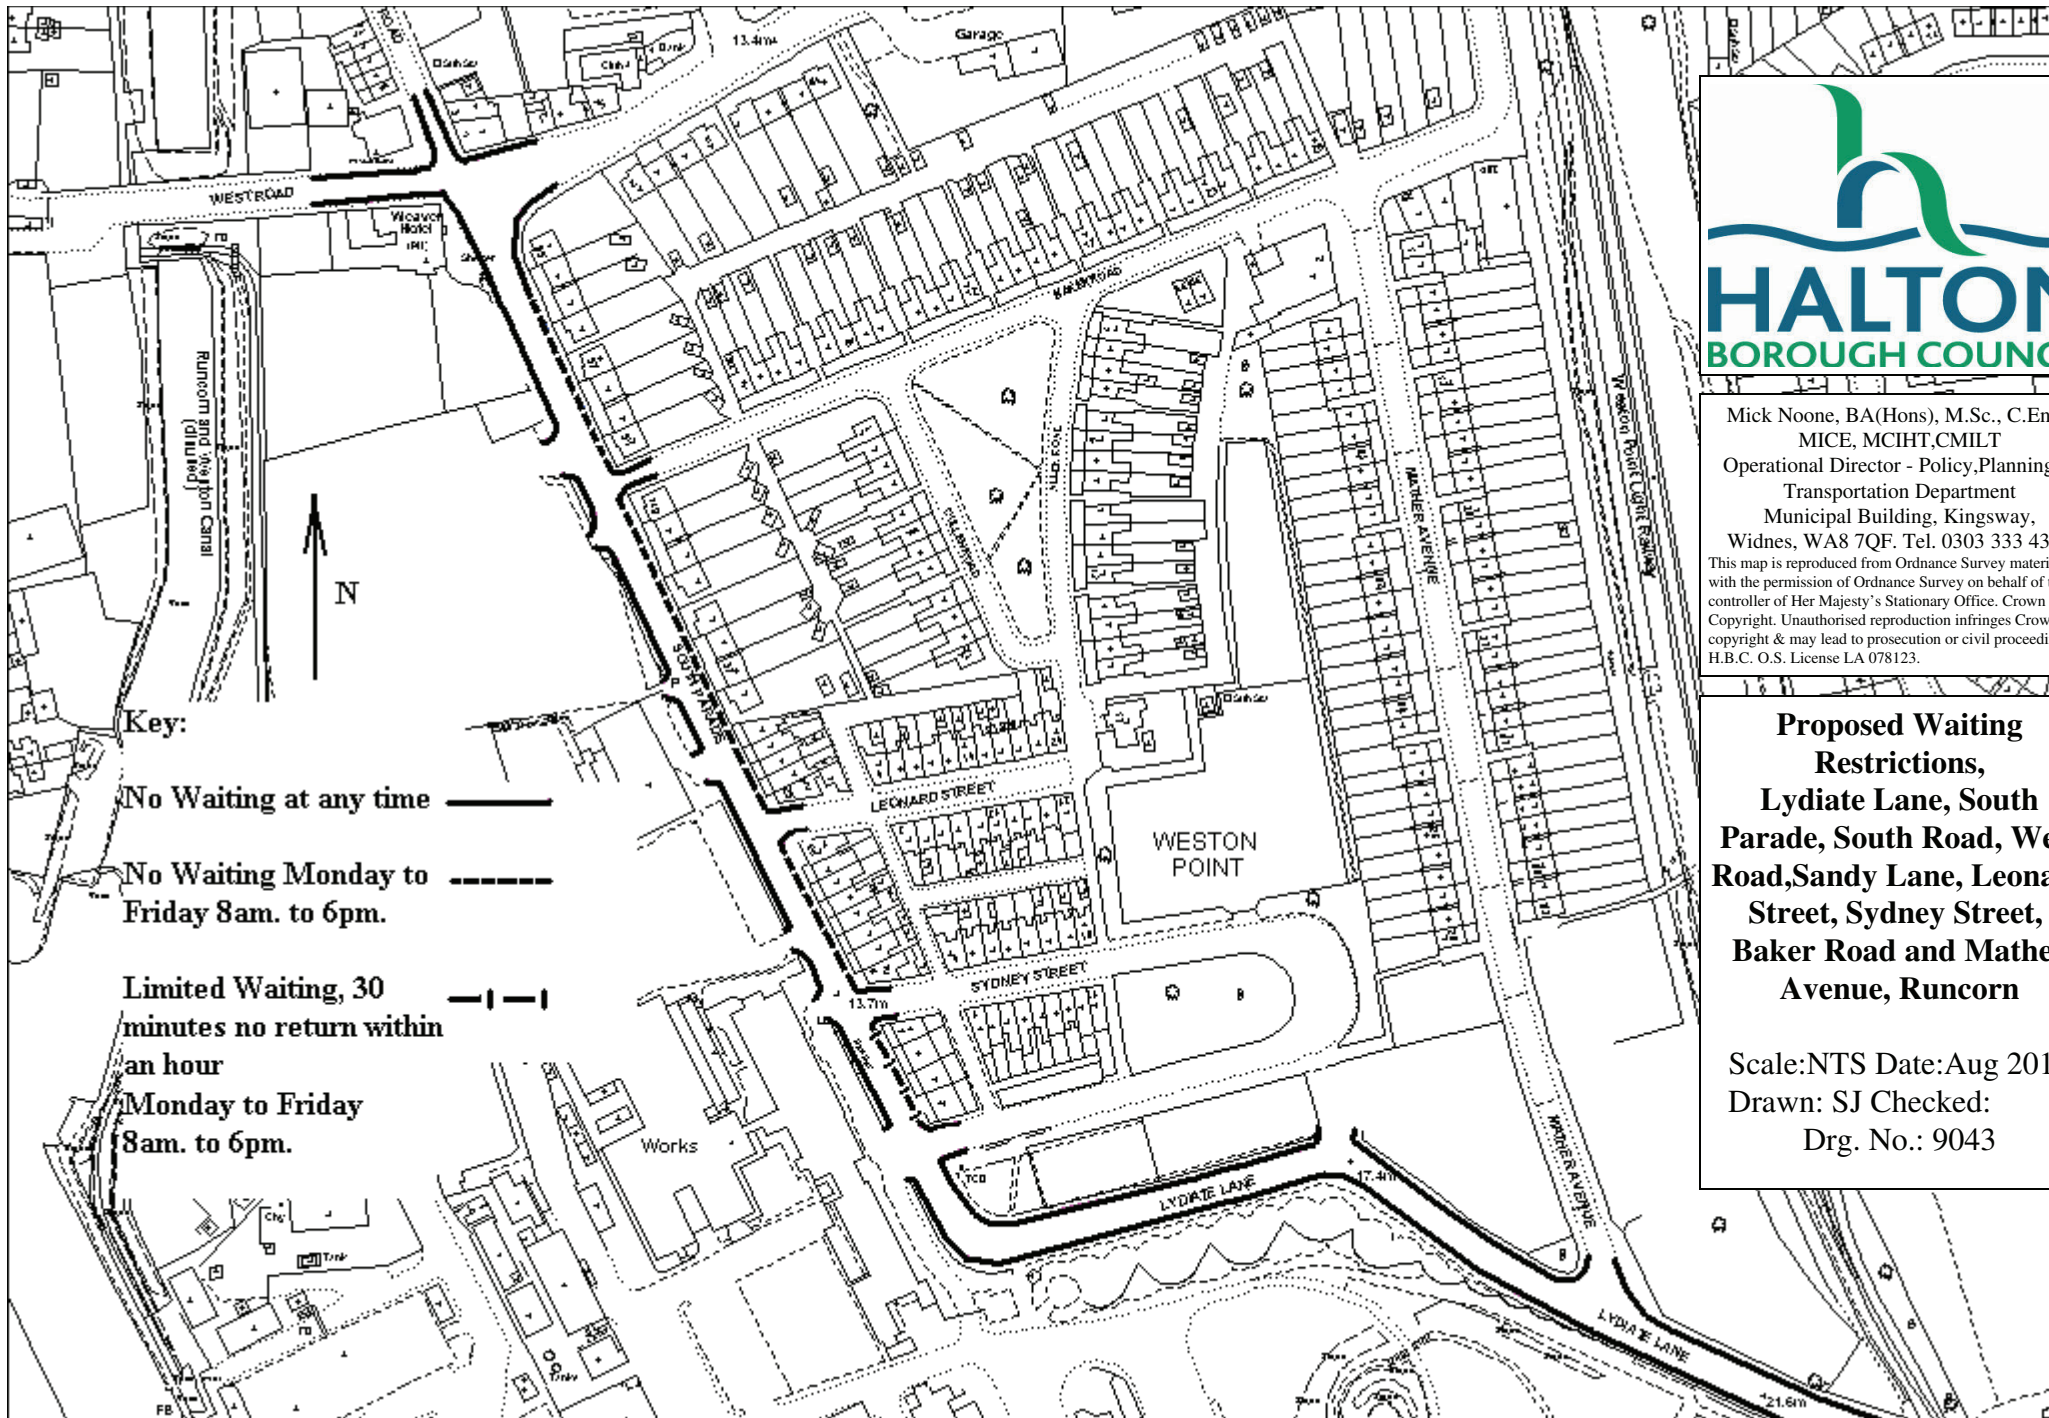 13.4m
Garage
WEST ROAD
Weaver
Hotel
(PH)
BAKER ROAD
Runcorn and Weston Canal
(disused)
Weston Point Light Railway
MATHER AVENUE
SOUTH PARADE
LEONARD STREET
WESTON
POINT
SYDNEY STREET
13.7m
Works
TCB
LYDIATE LANE
17.4m
MATHER AVENUE
LYDIATE LANE
21.6m
Tank
Tanks
FB
N
Key:
No Waiting at any time
No Waiting Monday to
Friday 8am. to 6pm.
Limited Waiting, 30
minutes no return within
an hour
Monday to Friday
8am. to 6pm.
HALTON
BOROUGH COUNC
Mick Noone, BA(Hons), M.Sc., C.En
MICE, MCIHT,CMILT
Operational Director - Policy,Planning
Transportation Department
Municipal Building, Kingsway,
Widnes, WA8 7QF. Tel. 0303 333 43
This map is reproduced from Ordnance Survey materi
with the permission of Ordnance Survey on behalf of
controller of Her Majesty's Stationary Office. Crown
Copyright. Unauthorised reproduction infringes Crow
copyright & may lead to prosecution or civil proceedi
H.B.C. O.S. License LA 078123.
Proposed Waiting
Restrictions,
Lydiate Lane, South
Parade, South Road, We
Road,Sandy Lane, Leona
Street, Sydney Street,
Baker Road and Mathe
Avenue, Runcorn
Scale:NTS Date:Aug 201
Drawn: SJ Checked:
Drg. No.: 9043